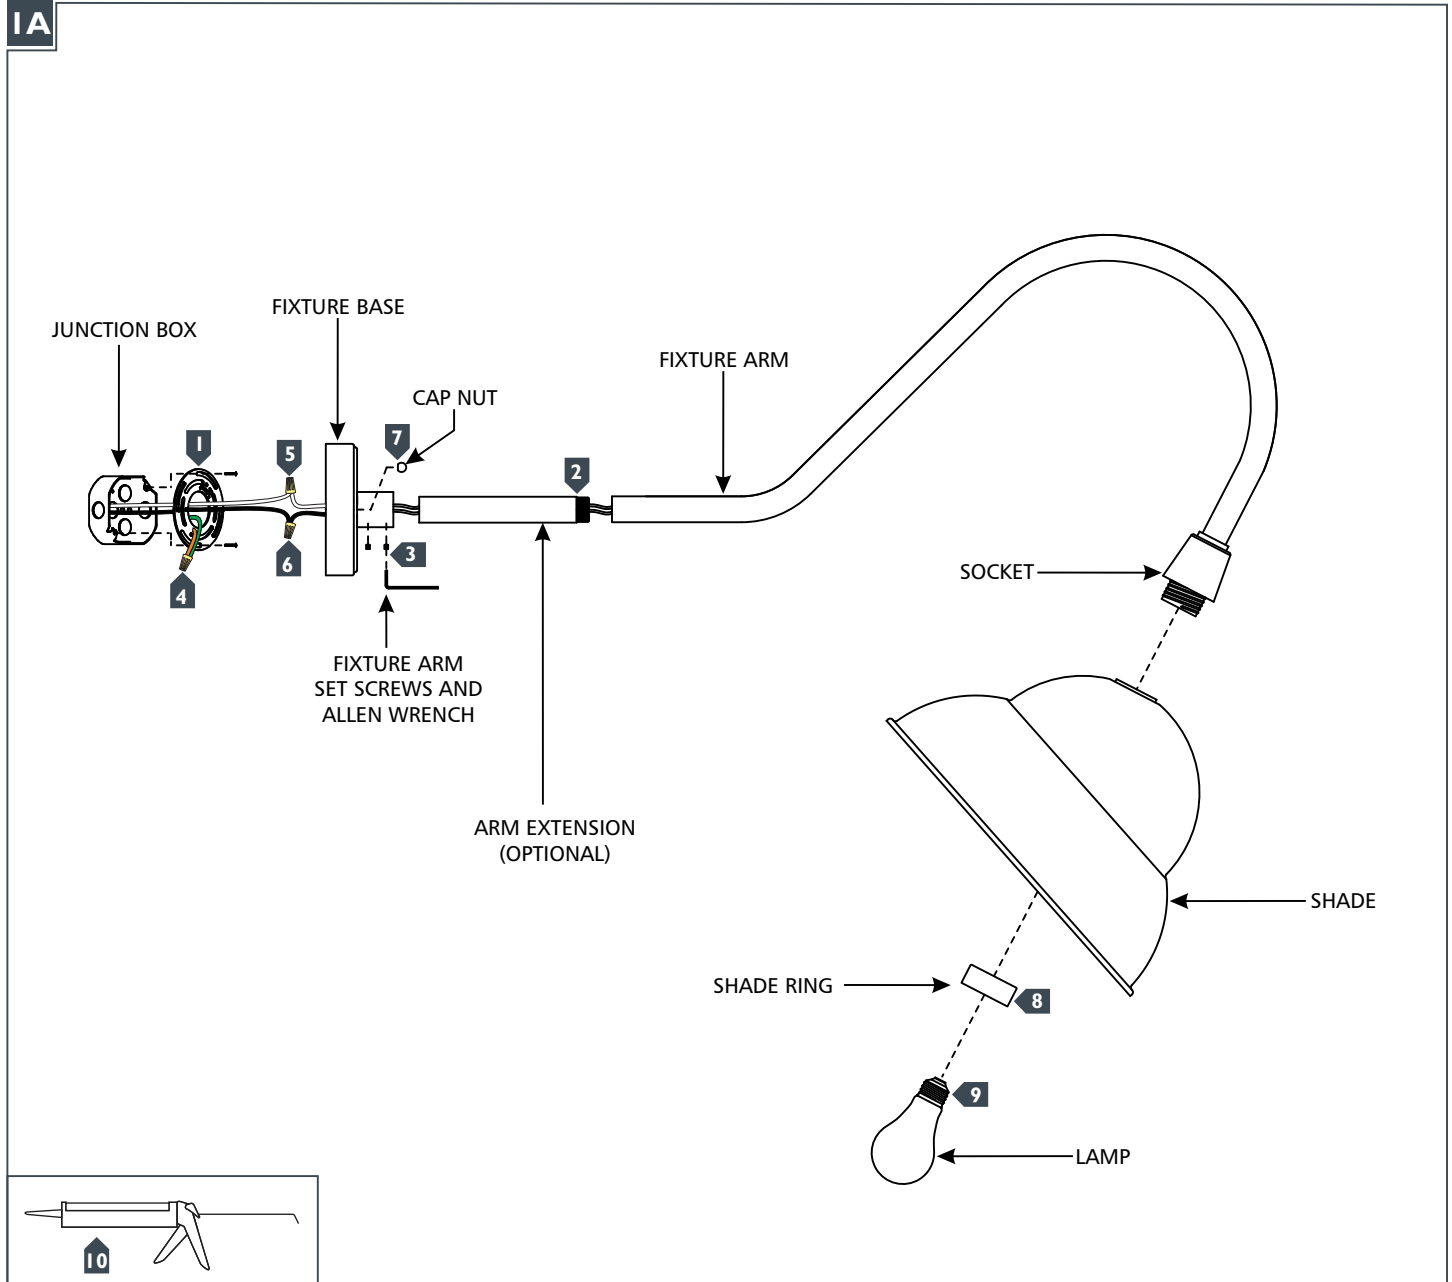 1A
FIXTURE BASE
JUNCTION BOX
FIXTURE ARM
CAP NUT
1
5
7
2
3
6
4
SOCKET
FIXTURE ARM
SET SCREWS AND
ALLEN WRENCH
ARM EXTENSION
(OPTIONAL)
SHADE
SHADE RING
8
9
LAMP
10